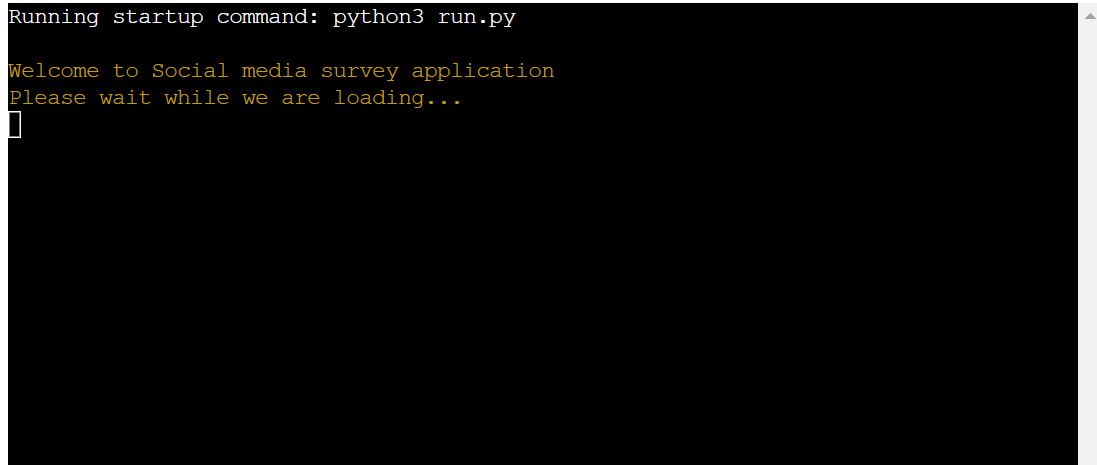 Running startup command: python3 run.py
Welcome to Social media survey application
Please wait while we are loading...